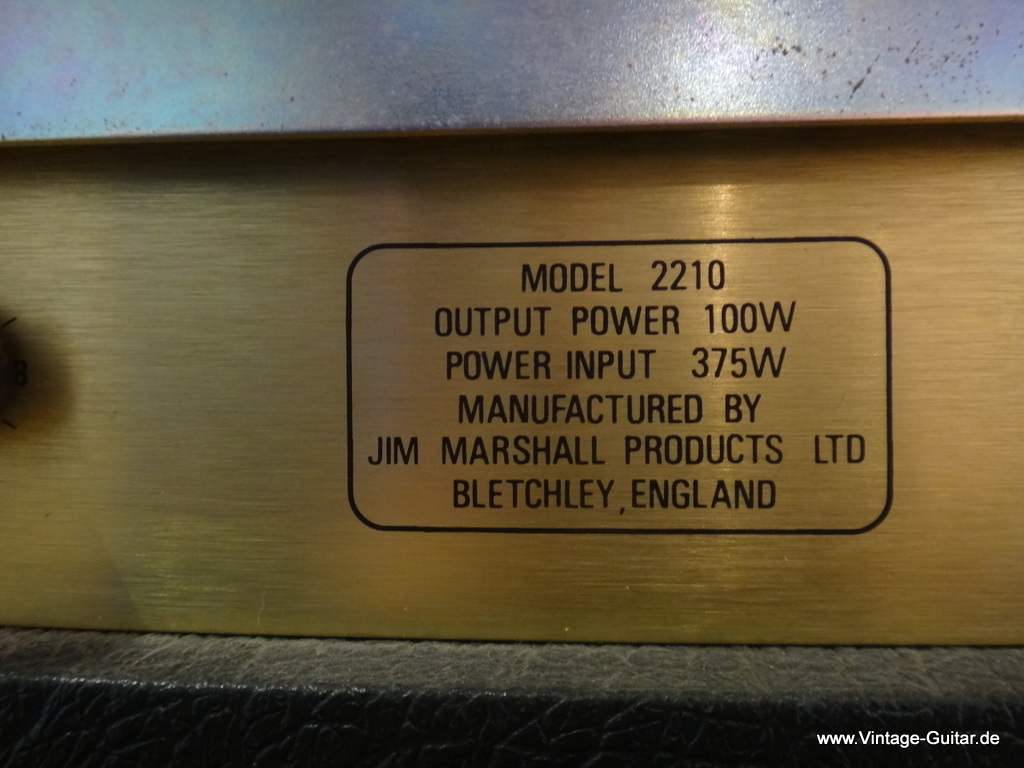 MODEL 2210
OUTPUT POWER 100W
POWER INPUT 375W
MANUFACTURED BY
JIM MARSHALL PRODUCTS LTD
BLETCHLEY, ENGLAND
8
www.Vintage-Guitar.de